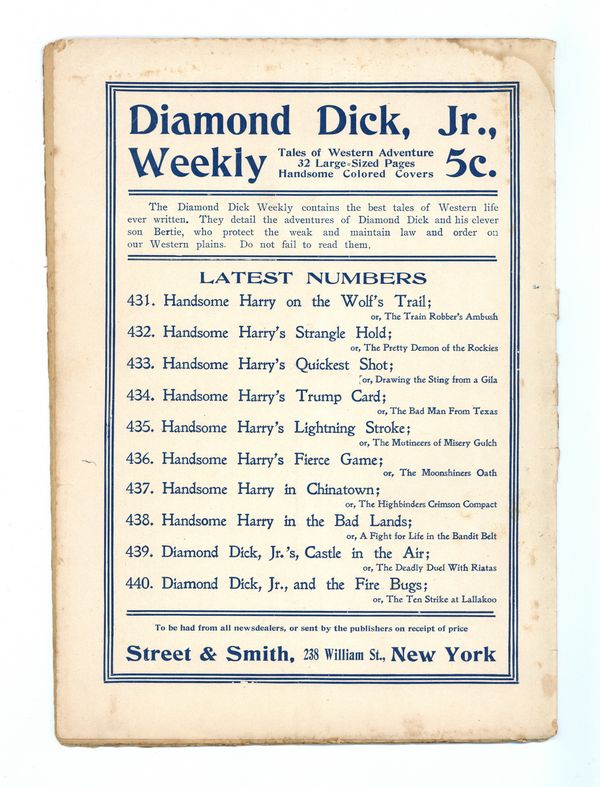 Diamond Dick, Jr.,
Weekly Tales of Western Adventure 5c.
32 Large-Sized Pages
Handsome Colored Covers
The Diamond Dick Weekly contains the best tales of Western life
ever written. They detail the adventures of Diamond Dick and his clever
son Bertie, who protect the weak and maintain law and order on
our Western plains. Do not fail to read them.
LATEST NUMBERS
431. Handsome Harry on the Wolf's Trail;
or, The Train Robber's Ambush
432. Handsome Harry's Strangle Hold;
or, The Pretty Demon of the Rockies
433. Handsome Harry's Quickest Shot;
or, Drawing the Sting from a Gila
434. Handsome Harry's Trump Card;
or, The Bad Man From Texas
435. Handsome Harry's Lightning Stroke;
or, The Mutineers of Misery Gulch
436. Handsome Harry's Fierce Game;
or, The Moonshiners Oath
437. Handsome Harry in Chinatown;
or, The Highbinders Crimson Compact
438. Handsome Harry in the Bad Lands;
or, A Fight for Life in the Bandit Belt
439. Diamond Dick, Jr.'s, Castle in the Air;
or, The Deadly Duel With Riatas
440. Diamond Dick, Jr., and the Fire Bugs;
or, The Ten Strike at Lallakoo
To be had from all newsdealers, or sent by the publishers on receipt of price
Street & Smith, 238 William St., New York